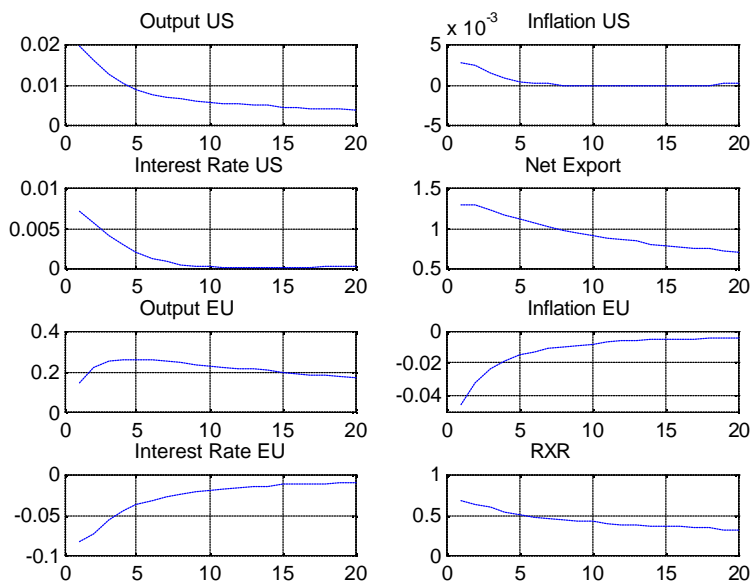 Output US
0.02
0.01
0
0 5 10 15 20
x 10-3
Inflation US
5
0
-5
0 5 10 15 20
Interest Rate US
0.01
0.005
0
0 5 10 15 20
Net Export
1.5
1
0.5
0 5 10 15 20
Output EU
0.4
0.2
0
0 5 10 15 20
Inflation EU
0
-0.02
-0.04
0 5 10 15 20
Interest Rate EU
0
-0.05
-0.1
0 5 10 15 20
RXR
1
0.5
0
0 5 10 15 20